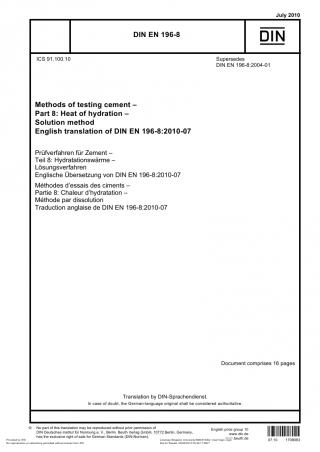 July 2010
DIN EN 196-8
DIN
ICS 91.100.10
Supersedes
DIN EN 196-8:2004-01
Methods of testing cement –
Part 8: Heat of hydration –
Solution method
English translation of DIN EN 196-8:2010-07
Prüfverfahren für Zement –
Teil 8: Hydratationswärme –
Lösungsverfahren
Englische Übersetzung von DIN EN 196-8:2010-07
Méthodes d'essais des ciments –
Partie 8: Chaleur d'hydratation –
Méthode par dissolution
Traduction anglaise de DIN EN 196-8:2010-07
Document comprises 16 pages
Translation by DIN-Sprachendienst.
In case of doubt, the German-language original shall be considered authoritative.
© No part of this translation may be reproduced without prior permission of
DIN Deutsches Institut für Normung e. V., Berlin. Beuth Verlag GmbH, 10772 Berlin, Germany,
has the exclusive right of sale for German Standards (DIN-Normen).
English price group 10
www.din.de
www.beuth.de
07.10